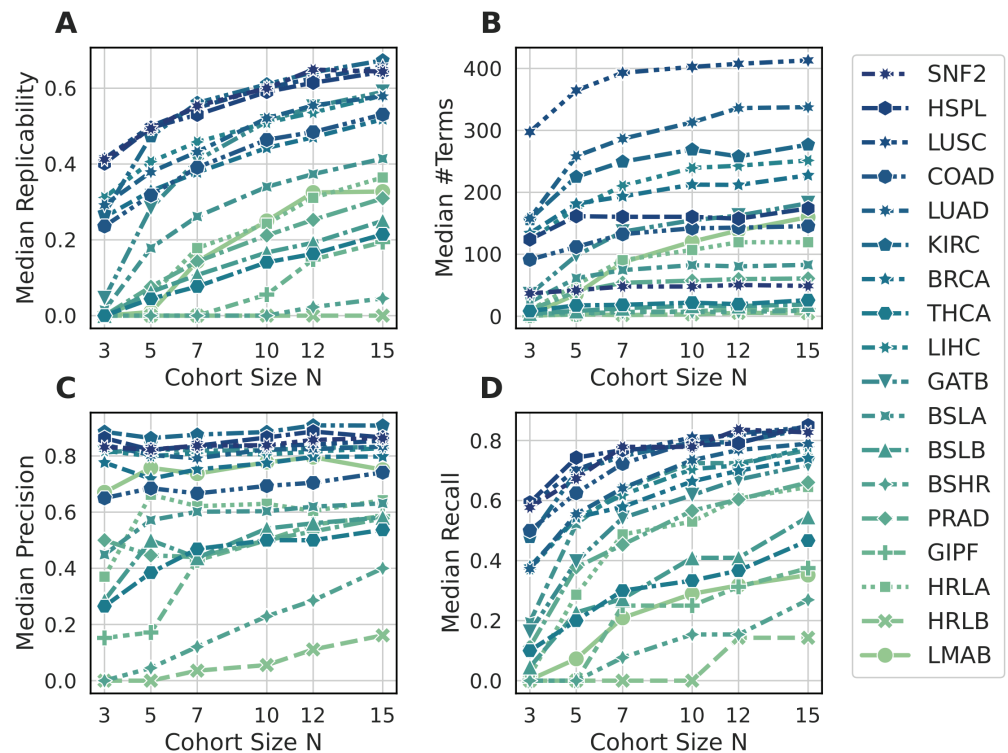 A
B
Median Replicability
0.6
0.4
0.2
0.0
3 5 7 10 12 15
Cohort Size N
Median #Terms
400
300
200
100
0
3 5 7 10 12 15
Cohort Size N
C
D
Median Precision
0.8
0.6
0.4
0.2
0.0
3 5 7 10 12 15
Cohort Size N
Median Recall
0.8
0.6
0.4
0.2
0.0
3 5 7 10 12 15
Cohort Size N
SNF2
HSPL
LUSC
COAD
LUAD
KIRC
BRCA
THCA
LIHC
GATB
BSLA
BSLB
BSHR
PRAD
GIPF
HRLA
HRLB
LMAB